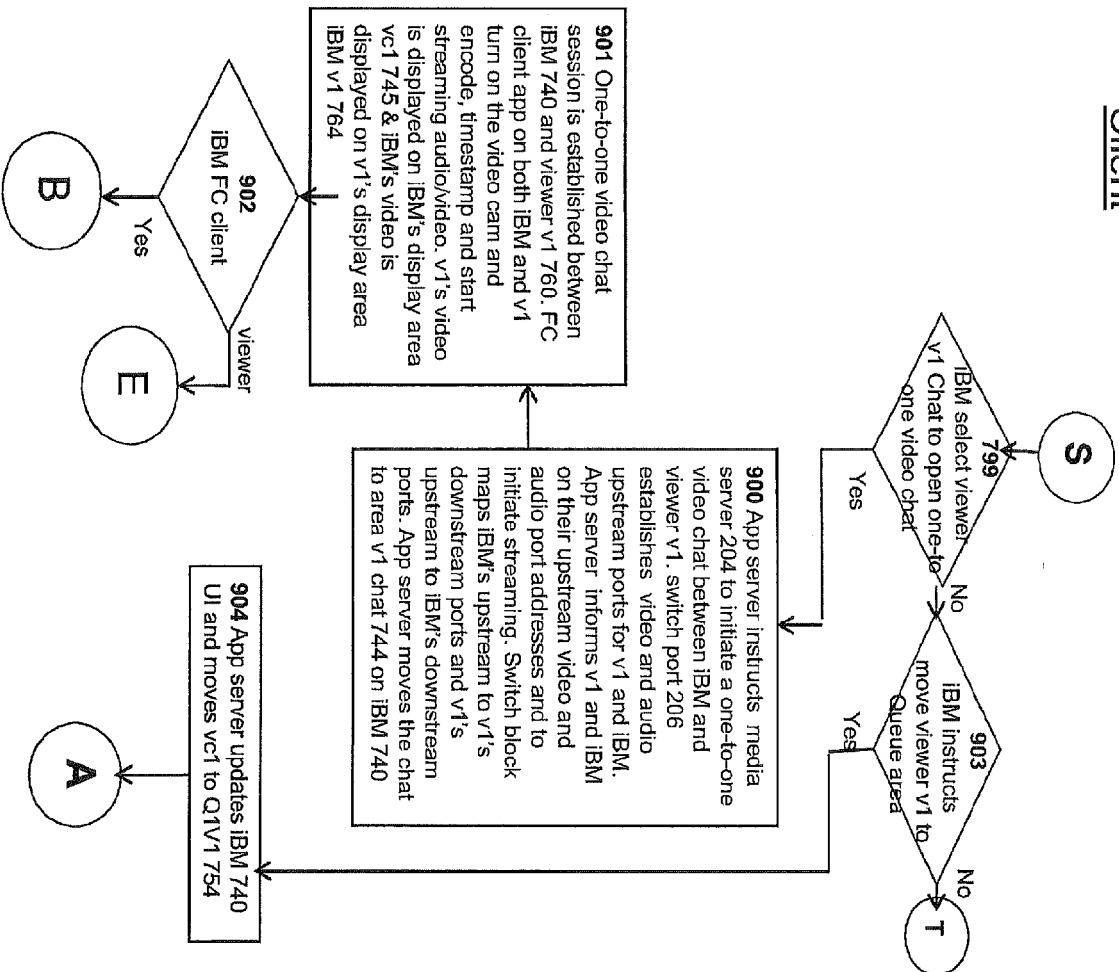 Client
S
iBM select viewer
799
v1 Chat to open one-to
one video chat
No
Yes
903
iBM instructs
move viewer v1 to
Queue area
No
Yes
T
900 App server instructs media
server 204 to initiate a one-to-one
video chat between iBM and
viewer v1. switch port 206
establishes video and audio
upstream ports for v1 and iBM.
App server informs v1 and iBM
on their upstream video and
audio port addresses and to
initiate streaming. Switch block
maps iBM's upstream to v1's
downstream ports and v1's
upstream to iBM's downstream
ports. App server moves the chat
to area v1 chat 744 on iBM 740
901 One-to-one video chat
session is established between
iBM 740 and viewer v1 760. FC
client app on both iBM and v1
turn on the video cam and
encode, timestamp and start
streaming audio/video. v1's video
is displayed on iBM's display area
vc1 745 & iBM's video is
displayed on v1's display area
iBM v1 764
904 App server updates iBM 740
UI and moves vc1 to Q1V1 754
902
iBM FC client
viewer
Yes
B
E
A